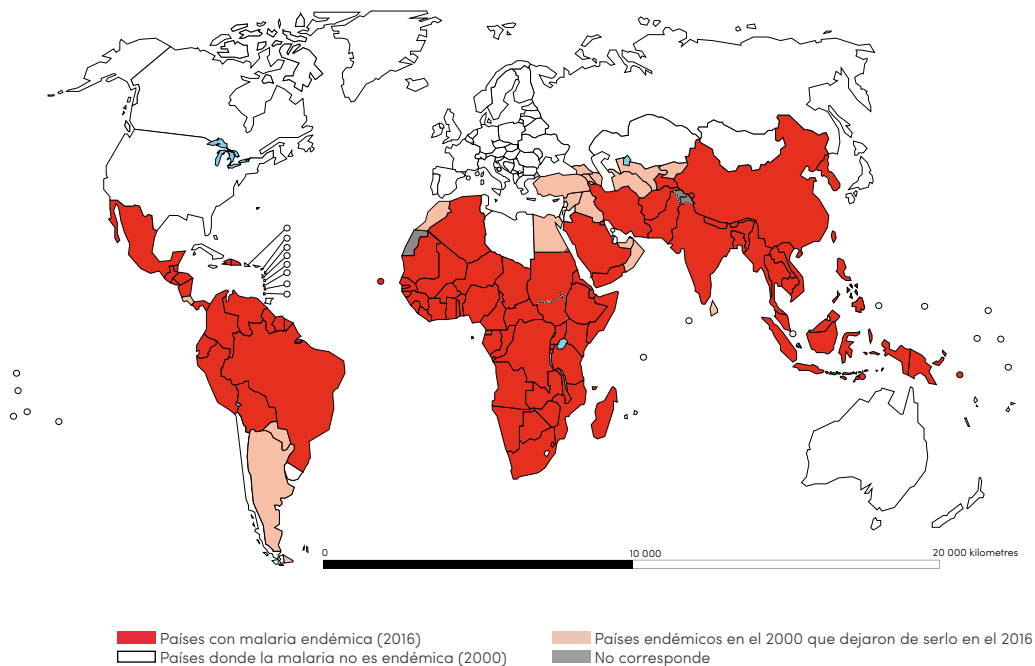 0
10 000
20 000 kilometres
Países con malaria endémica (2016)
Países endémicos en el 2000 que dejaron de serlo en el 2016
Países donde la malaria no es endémica (2000)
No corresponde